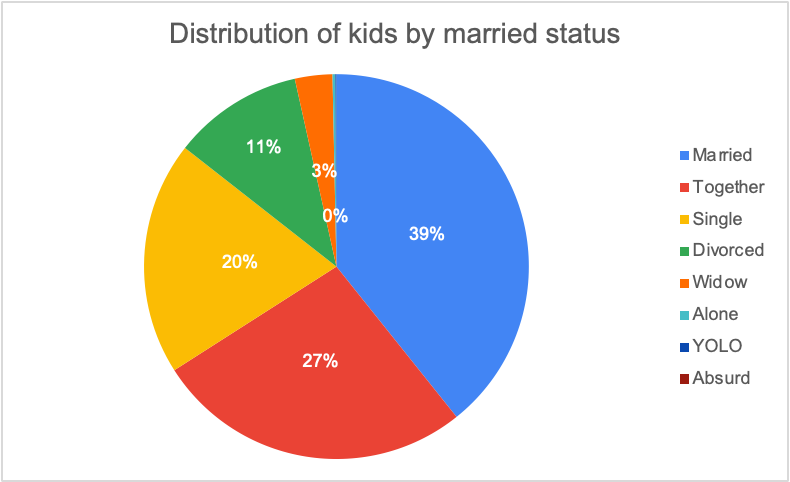 Distribution of kids by married status
11%
3%
0%
39%
20%
27%
Married
Together
Single
Divorced
Widow
Alone
YOLO
Absurd